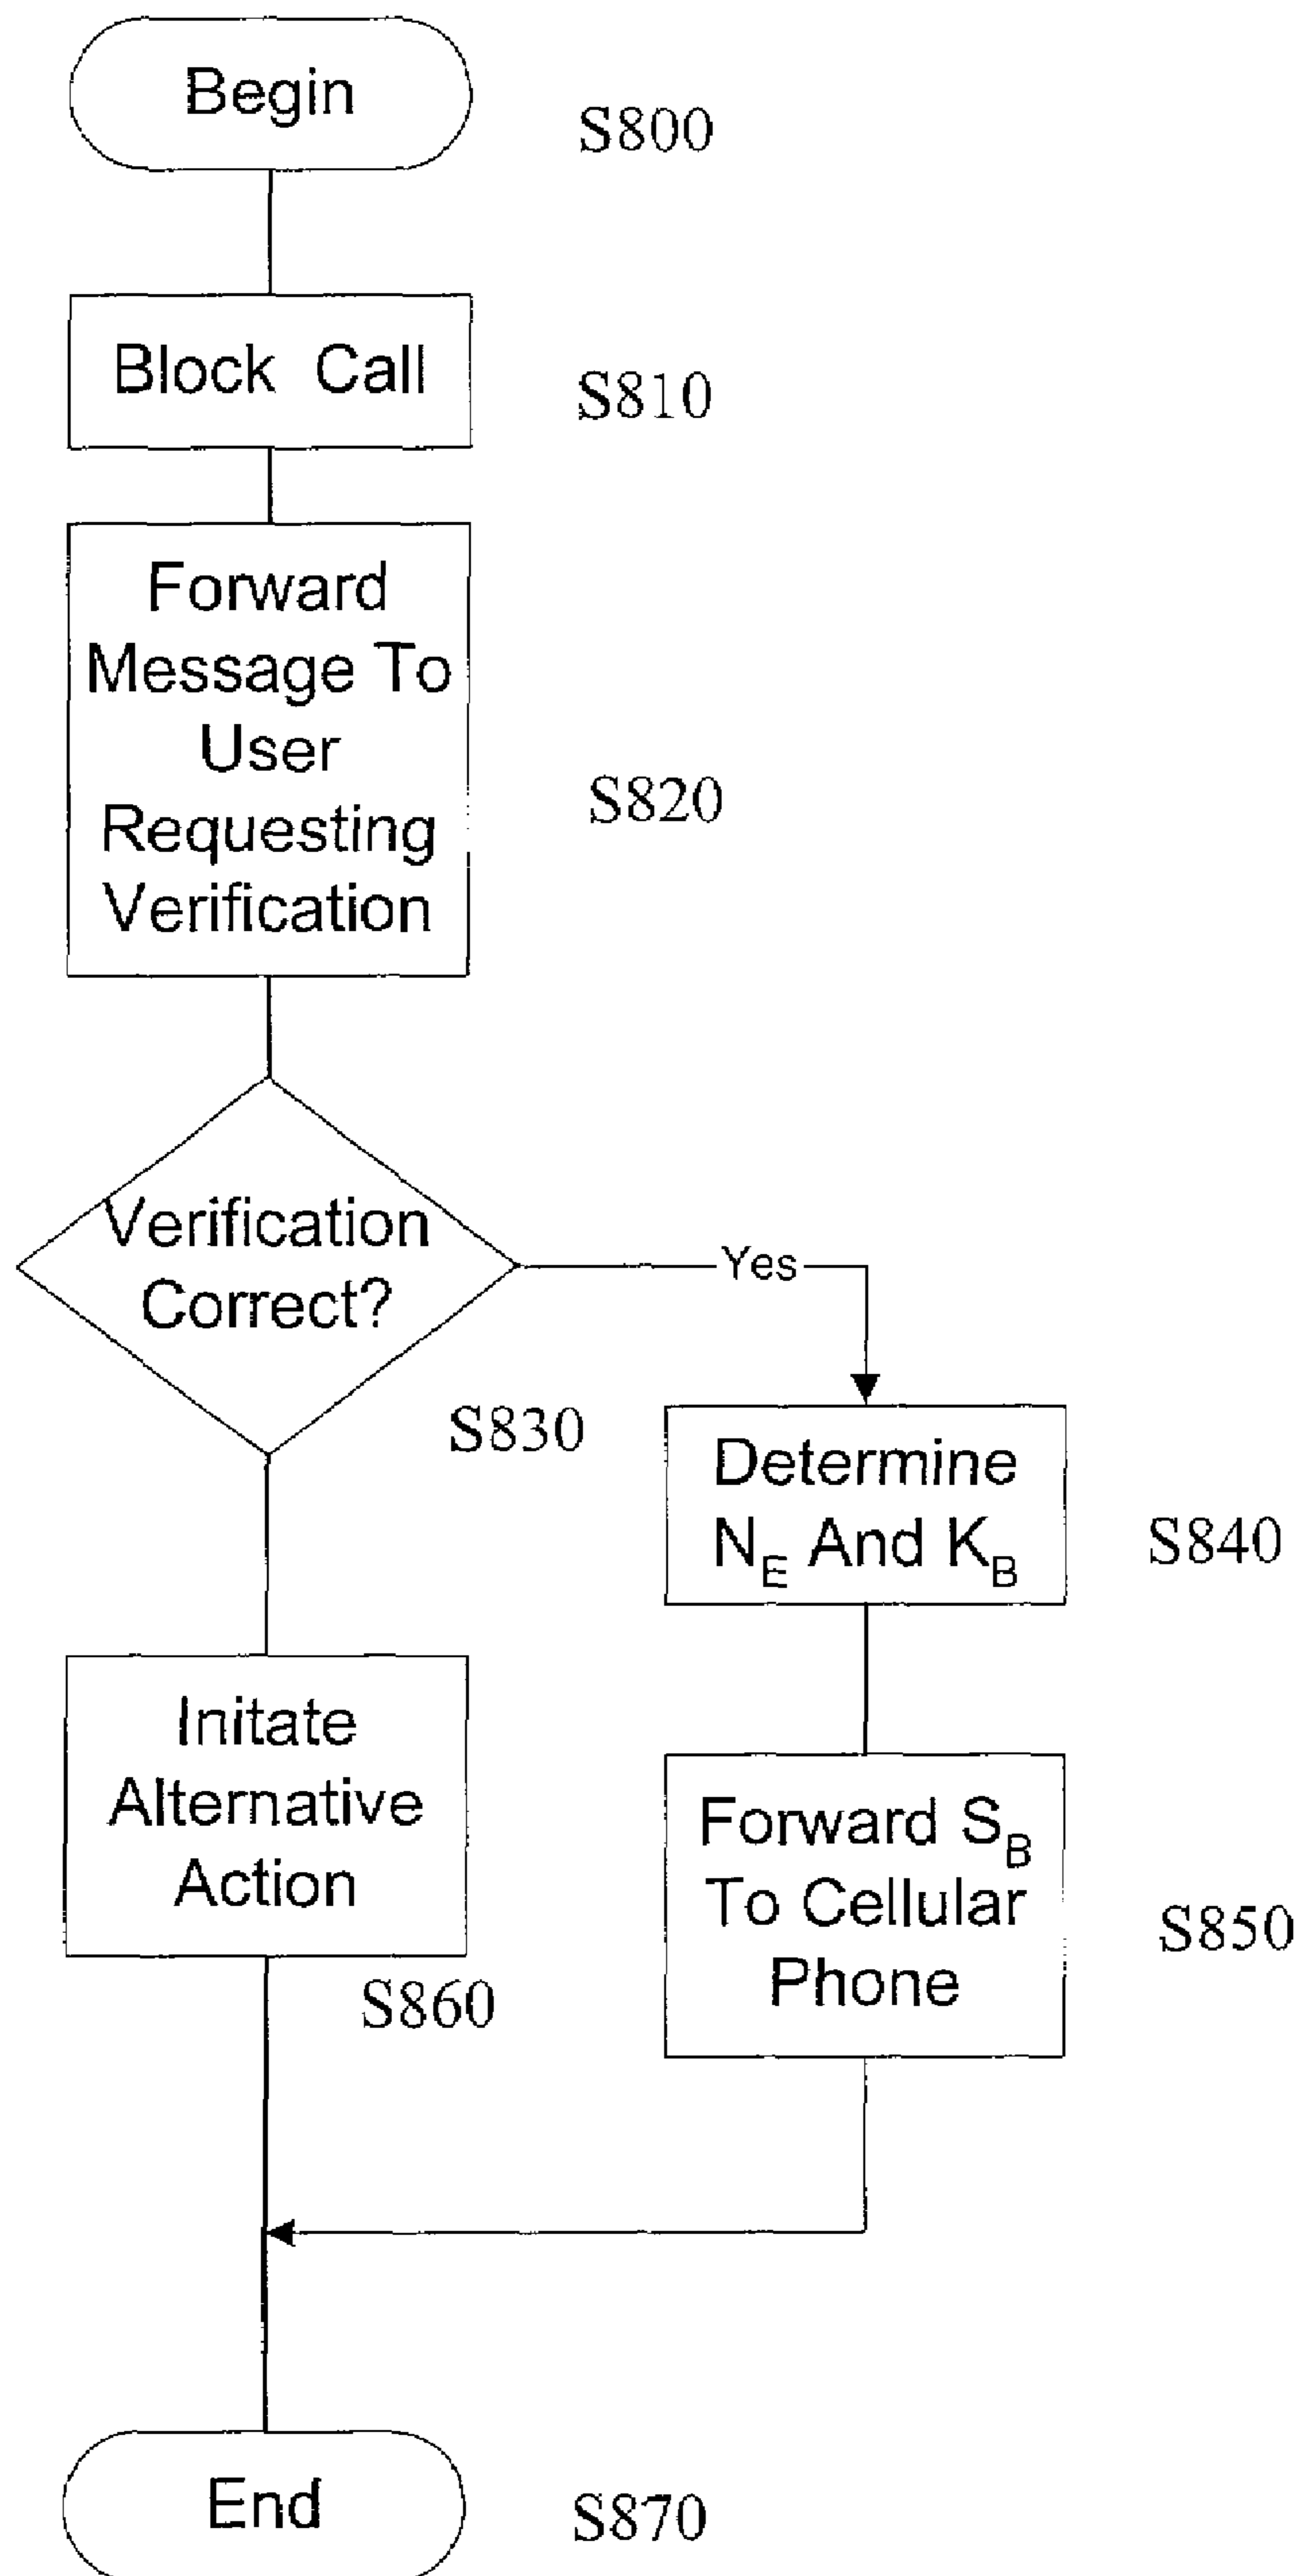 Begin
S800
Block Call
S810
Forward
Message To
User
Requesting
Verification
S820
Verification
Correct?
Yes
S830
Determine
N_E And K_B
S840
Initate
Alternative
Action
S860
Forward S_B
To Cellular
Phone
S850
End
S870